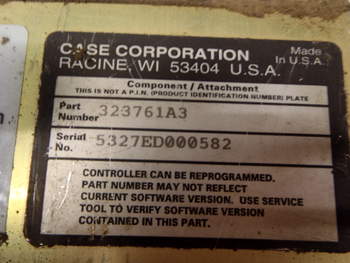 CASE CORPORATION
RACINE, WI 53404 U.S.A.
Made
in U.S.A.
Component / Attachment
THIS IS NOT A P.I.N. (PRODUCT IDENTIFICATION NUMBER) PLATE
Part
Number 323761A3
Serial
No. 5327ED000582
CONTROLLER CAN BE REPROGRAMMED.
PART NUMBER MAY NOT REFLECT
CURRENT SOFTWARE VERSION. USE SERVICE
TOOL TO VERIFY SOFTWARE VERSION
CONTAINED IN THIS PART.